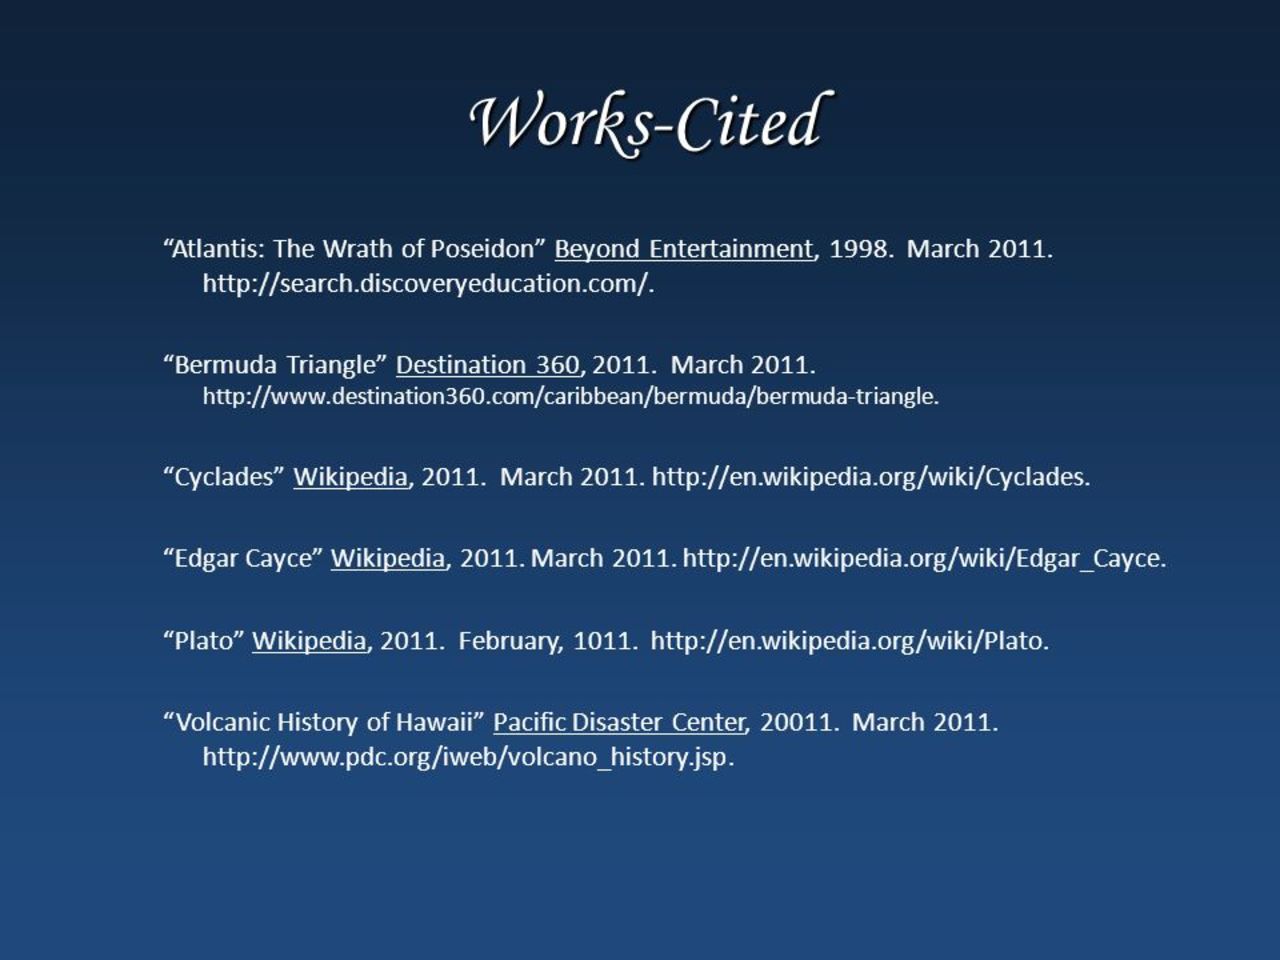 Works-Cited
“Atlantis: The Wrath of Poseidon” Beyond Entertainment, 1998.  March 2011.
http://search.discoveryeducation.com/.
“Bermuda Triangle” Destination 360, 2011.  March 2011.
http://www.destination360.com/caribbean/bermuda/bermuda-triangle.
“Cyclades” Wikipedia, 2011.  March 2011. http://en.wikipedia.org/wiki/Cyclades.
“Edgar Cayce” Wikipedia, 2011. March 2011. http://en.wikipedia.org/wiki/Edgar_Cayce.
“Plato” Wikipedia, 2011.  February, 1011.  http://en.wikipedia.org/wiki/Plato.
“Volcanic History of Hawaii” Pacific Disaster Center, 20011.  March 2011.
http://www.pdc.org/iweb/volcano_history.jsp.